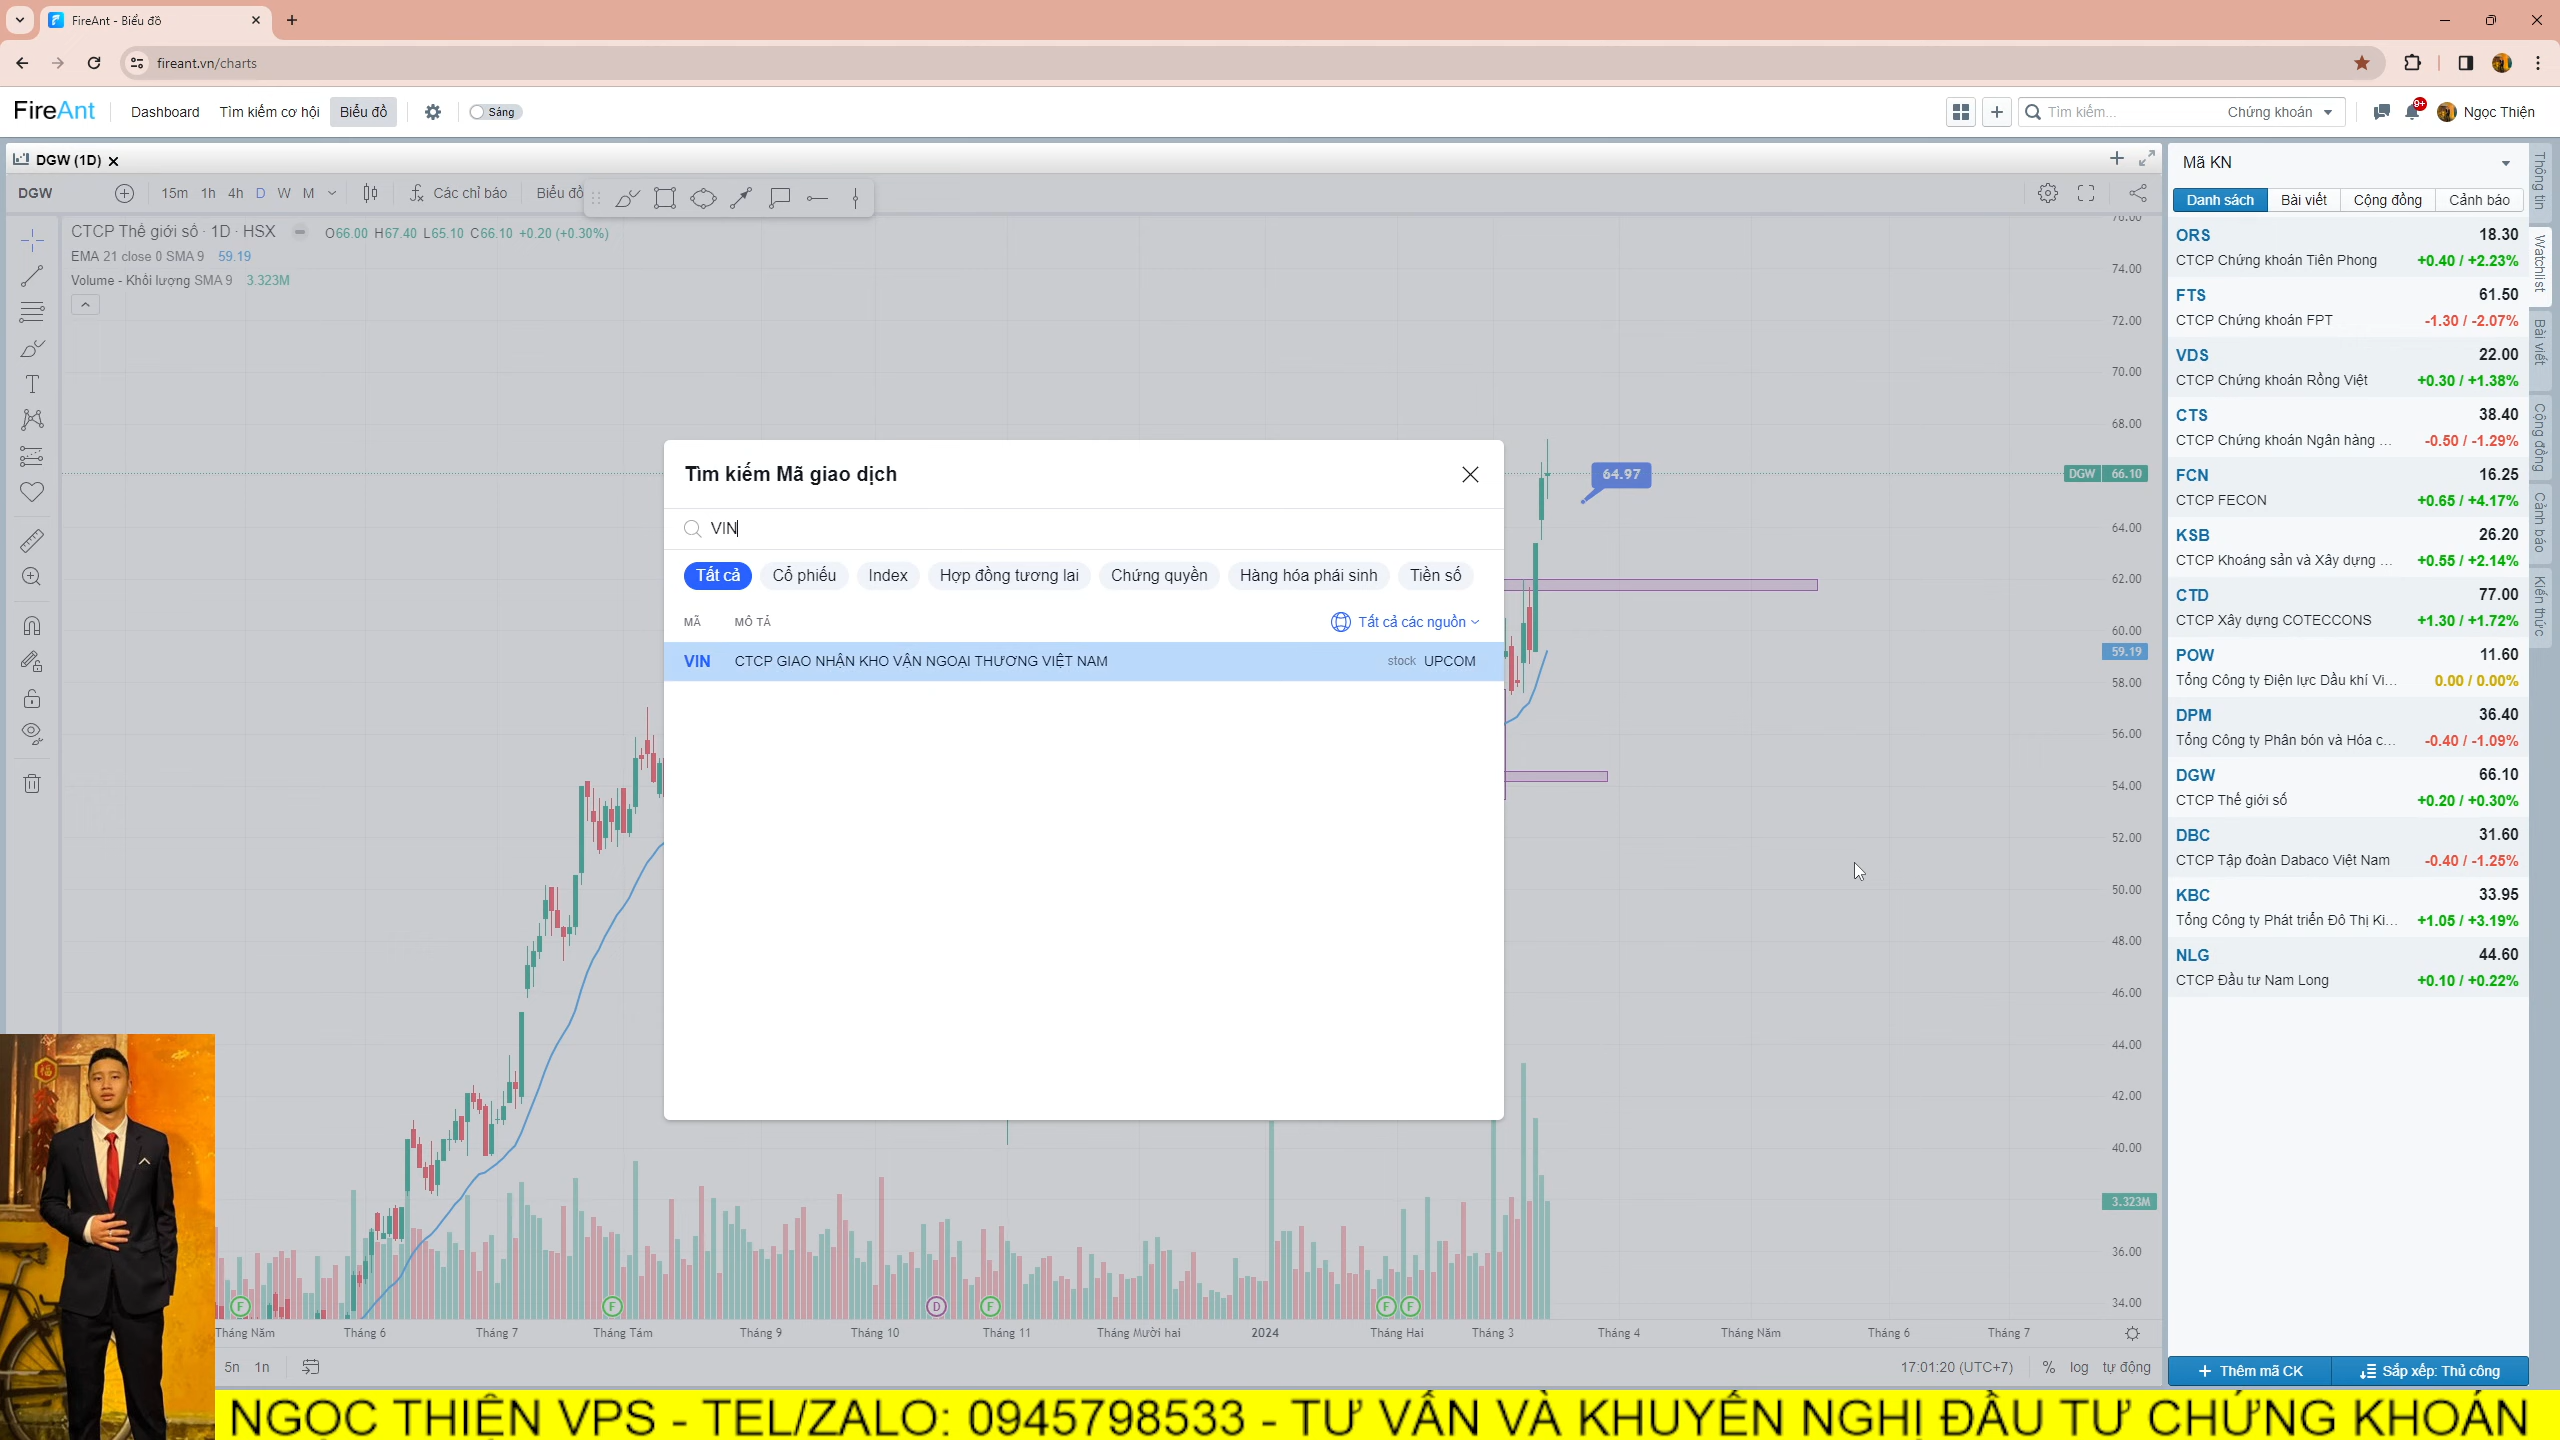 FireAnt - Biểu đồ
fireant.vn/charts
FireAnt
Dashboard
Tìm kiếm cơ hội
Biểu đồ
Sáng
Tìm kiếm...
Chứng khoán
9+
Ngọc Thiện
DGW (1D)
DGW
15m 1h 4h D W M
Các chỉ báo
Biểu đồ
CTCP Thế giới số · 1D · HSX
O66.00 H67.40 L65.10 C66.10 +0.20 (+0.30%)
EMA 21 close 0 SMA 9 59.19
Volume - Khối lượng SMA 9 3.323M
Tìm kiếm Mã giao dịch
VIN
Tất cả
Cổ phiếu
Index
Hợp đồng tương lai
Chứng quyền
Hàng hóa phái sinh
Tiền số
MÃ
MÔ TẢ
Tất cả các nguồn
VIN CTCP GIAO NHẬN KHO VẬN NGOẠI THƯƠNG VIỆT NAM stock UPCOM
64.97
76.00
74.00
72.00
70.00
68.00
DGW 66.10
64.00
62.00
60.00
59.19
58.00
56.00
54.00
52.00
50.00
48.00
46.00
44.00
42.00
40.00
3.323M
36.00
34.00
F F D F F F
Tháng Năm Tháng 6 Tháng 7 Tháng Tám Tháng 9 Tháng 10 Tháng 11 Tháng Mười hai 2024 Tháng Hai Tháng 3 Tháng 4 Tháng Năm Tháng 6 Tháng 7
5n 1n
17:01:20 (UTC+7) % log tự động
Mã KN
Danh sách
Bài viết
Cộng đồng
Cảnh báo
ORS 18.30
CTCP Chứng khoán Tiên Phong +0.40 / +2.23%
FTS 61.50
CTCP Chứng khoán FPT -1.30 / -2.07%
VDS 22.00
CTCP Chứng khoán Rồng Việt +0.30 / +1.38%
CTS 38.40
CTCP Chứng khoán Ngân hàng ... -0.50 / -1.29%
FCN 16.25
CTCP FECON +0.65 / +4.17%
KSB 26.20
CTCP Khoáng sản và Xây dựng ... +0.55 / +2.14%
CTD 77.00
CTCP Xây dựng COTECCONS +1.30 / +1.72%
POW 11.60
Tổng Công ty Điện lực Dầu khí Vi... 0.00 / 0.00%
DPM 36.40
Tổng Công ty Phân bón và Hóa c... -0.40 / -1.09%
DGW 66.10
CTCP Thế giới số +0.20 / +0.30%
DBC 31.60
CTCP Tập đoàn Dabaco Việt Nam -0.40 / -1.25%
KBC 33.95
Tổng Công ty Phát triển Đô Thị Ki... +1.05 / +3.19%
NLG 44.60
CTCP Đầu tư Nam Long +0.10 / +0.22%
Thêm mã CK
Sắp xếp: Thủ công
Thông tin
Watchlist
Bài viết
Cộng đồng
Cảnh báo
Kiến thức
NGỌC THIỆN VPS - TEL/ZALO: 0945798533 - TƯ VẤN VÀ KHUYẾN NGHỊ ĐẦU TƯ CHỨNG KHOÁN